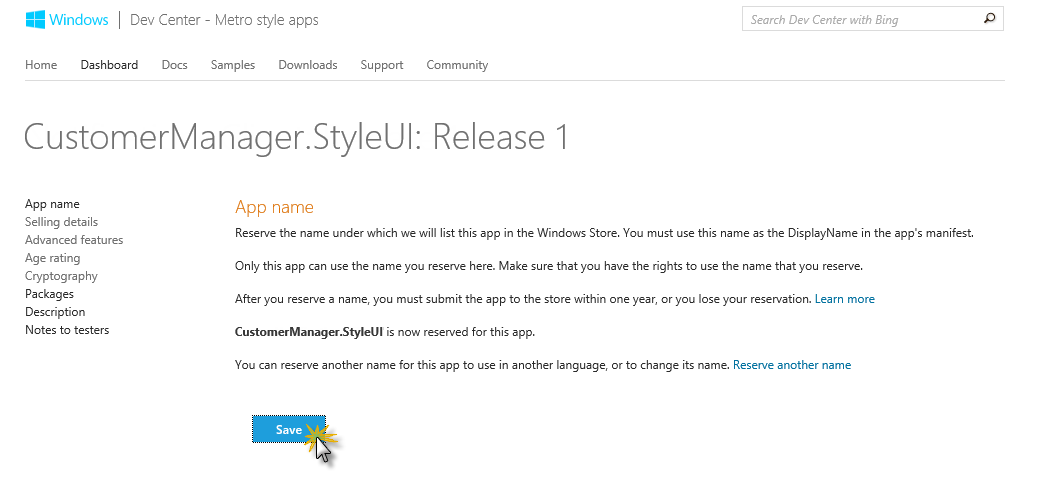 Windows | Dev Center - Metro style apps
Search Dev Center with Bing
Home Dashboard Docs Samples Downloads Support Community
CustomerManager.StyleUI: Release 1
App name
Selling details
Advanced features
Age rating
Cryptography
Packages
Description
Notes to testers
App name
Reserve the name under which we will list this app in the Windows Store. You must use this name as the DisplayName in the app's manifest.
Only this app can use the name you reserve here. Make sure that you have the rights to use the name that you reserve.
After you reserve a name, you must submit the app to the store within one year, or you lose your reservation. Learn more
CustomerManager.StyleUI is now reserved for this app.
You can reserve another name for this app to use in another language, or to change its name. Reserve another name
Save